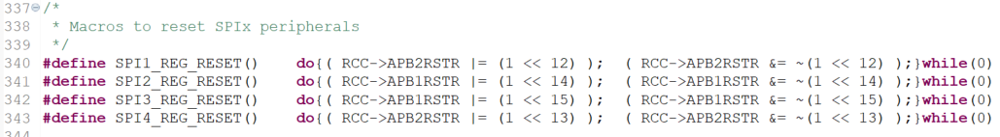 337 /*
338  * Macros to reset SPIx peripherals
339  */
340 #define SPI1_REG_RESET()    do{( RCC->APB2RSTR |= (1 << 12) );  ( RCC->APB2RSTR &= ~(1 << 12) );}while(0)
341 #define SPI2_REG_RESET()    do{( RCC->APB1RSTR |= (1 << 14) );  ( RCC->APB1RSTR &= ~(1 << 14) );}while(0)
342 #define SPI3_REG_RESET()    do{( RCC->APB1RSTR |= (1 << 15) );  ( RCC->APB1RSTR &= ~(1 << 15) );}while(0)
343 #define SPI4_REG_RESET()    do{( RCC->APB2RSTR |= (1 << 13) );  ( RCC->APB2RSTR &= ~(1 << 13) );}while(0)
344